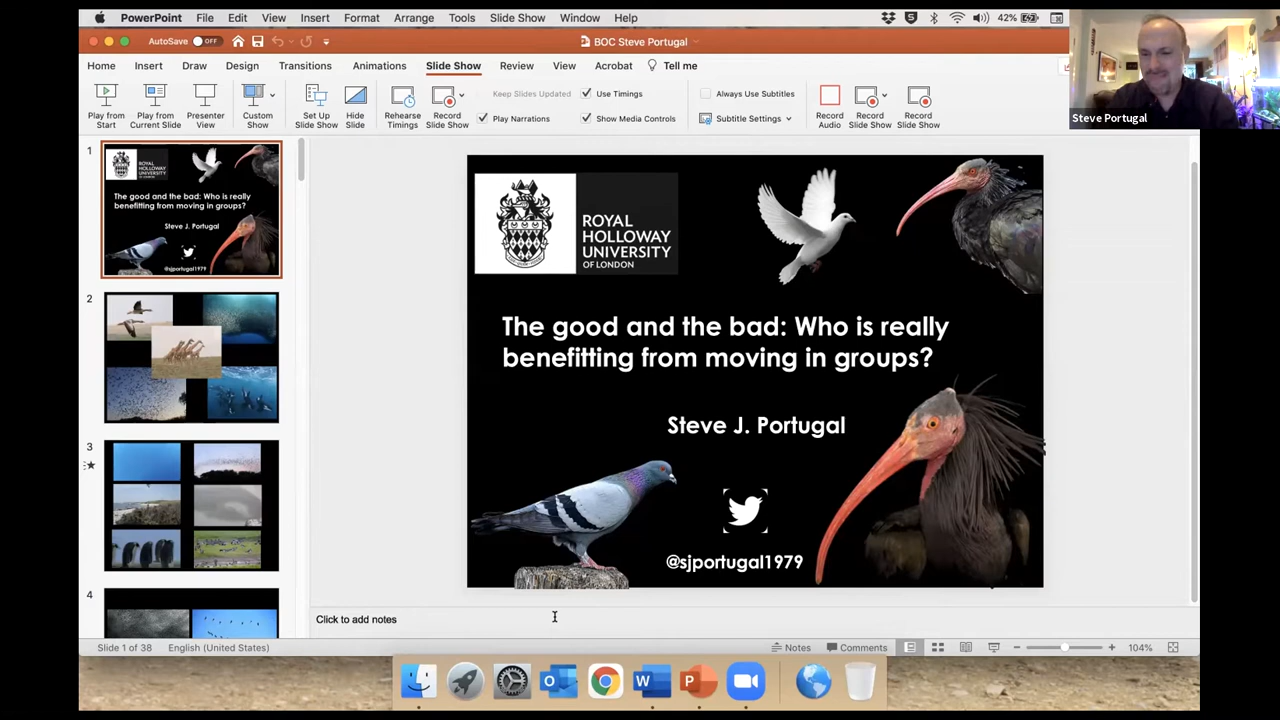 PowerPoint File Edit View Insert Format Arrange Tools Slide Show Window Help
42%
AutoSave OFF
BOC Steve Portugal
Home Insert Draw Design Transitions Animations Slide Show Review View Acrobat Tell me
Play from Start
Play from Current Slide
Presenter View
Custom Show
Set Up Slide Show
Hide Slide
Rehearse Timings
Record Slide Show
Keep Slides Updated
Play Narrations
Use Timings
Show Media Controls
Always Use Subtitles
Subtitle Settings
Record Audio
Record Slide Show
Record Slide Show
Steve Portugal
1
ROYAL
HOLLOWAY
UNIVERSITY
The good and the bad: Who is really
benefitting from moving in groups?
Steve J. Portugal
@sjportugal1979
2
3
4
ROYAL
HOLLOWAY
UNIVERSITY
OF LONDON
The good and the bad: Who is really
benefitting from moving in groups?
Steve J. Portugal
@sjportugal1979
Click to add notes
Slide 1 of 38 English (United States)
Notes Comments 104%
W P